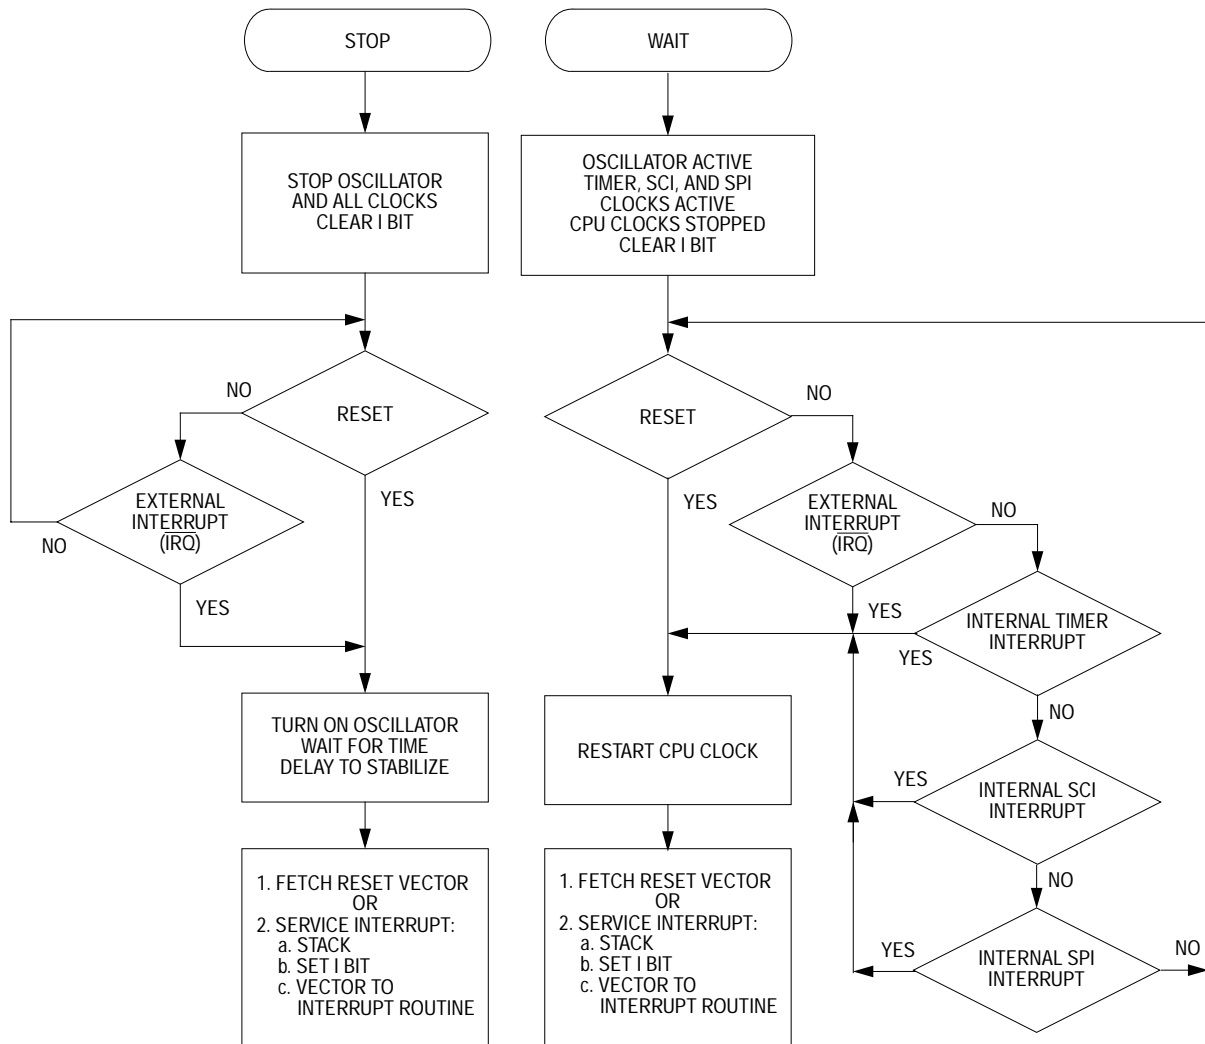 STOP
WAIT
STOP OSCILLATOR
AND ALL CLOCKS
CLEAR I BIT
OSCILLATOR ACTIVE
TIMER, SCI, AND SPI
CLOCKS ACTIVE
CPU CLOCKS STOPPED
CLEAR I BIT
NO
RESET
YES
EXTERNAL
INTERRUPT
(IRQ)
NO
YES
RESET
NO
YES
EXTERNAL
INTERRUPT
(IRQ)
NO
YES
INTERNAL TIMER
INTERRUPT
YES
NO
INTERNAL SCI
INTERRUPT
YES
NO
INTERNAL SPI
INTERRUPT
YES
NO
TURN ON OSCILLATOR
WAIT FOR TIME
DELAY TO STABILIZE
RESTART CPU CLOCK
1. FETCH RESET VECTOR
OR
2. SERVICE INTERRUPT:
a. STACK
b. SET I BIT
c. VECTOR TO
INTERRUPT ROUTINE
1. FETCH RESET VECTOR
OR
2. SERVICE INTERRUPT:
a. STACK
b. SET I BIT
c. VECTOR TO
INTERRUPT ROUTINE